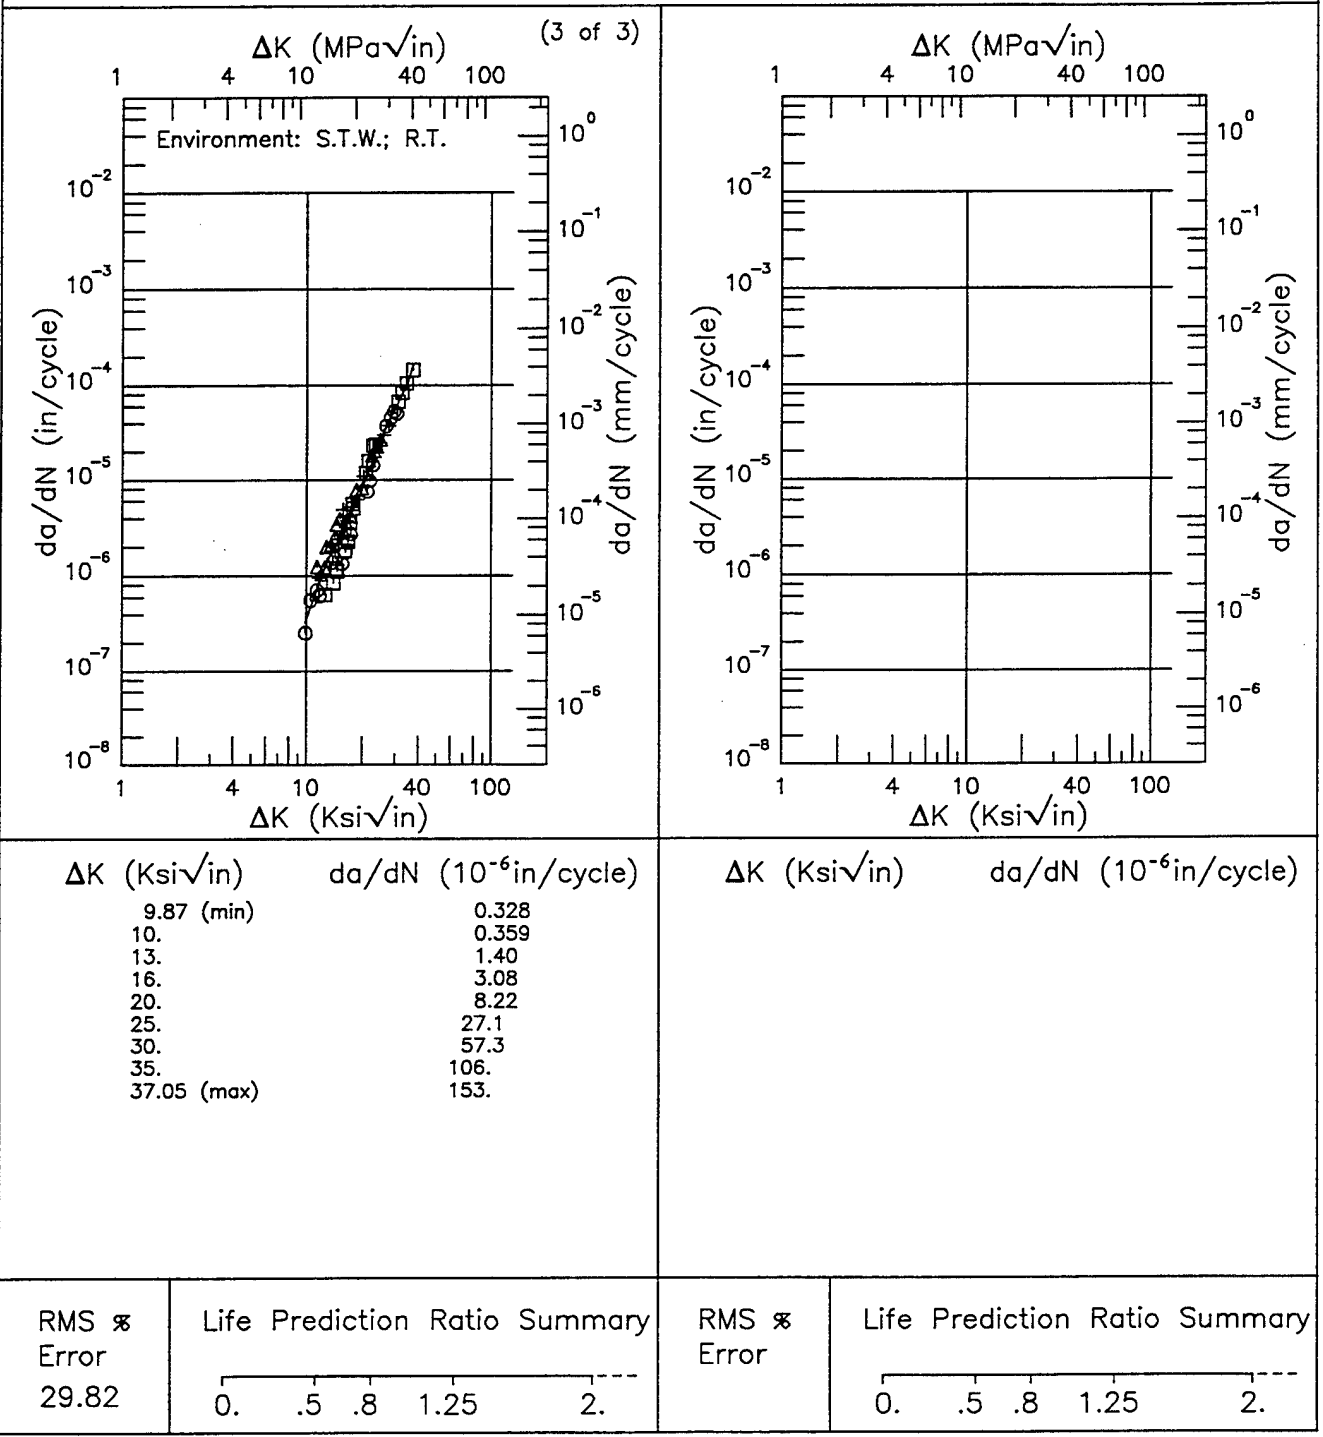 (3 of 3)
ΔK (MPa√in)
1 4 10 40 100
Environment: S.T.W.; R.T.
10⁰
10⁻²
10⁻¹
10⁻³
10⁻²
10⁻⁴
10⁻³
10⁻⁵
10⁻⁴
10⁻⁶
10⁻⁵
10⁻⁷
10⁻⁶
10⁻⁸
da/dN (in/cycle)
da/dN (mm/cycle)
1 4 10 40 100
ΔK (Ksi√in)
ΔK (MPa√in)
1 4 10 40 100
10⁰
10⁻²
10⁻¹
10⁻³
10⁻²
10⁻⁴
10⁻³
10⁻⁵
10⁻⁴
10⁻⁶
10⁻⁵
10⁻⁷
10⁻⁶
10⁻⁸
da/dN (in/cycle)
da/dN (mm/cycle)
1 4 10 40 100
ΔK (Ksi√in)
ΔK (Ksi√in) da/dN (10⁻⁶in/cycle)
9.87 (min) 0.328
10. 0.359
13. 1.40
16. 3.08
20. 8.22
25. 27.1
30. 57.3
35. 106.
37.05 (max) 153.
ΔK (Ksi√in) da/dN (10⁻⁶in/cycle)
RMS %
Error
29.82
Life Prediction Ratio Summary
0. .5 .8 1.25 2.
RMS %
Error
Life Prediction Ratio Summary
0. .5 .8 1.25 2.